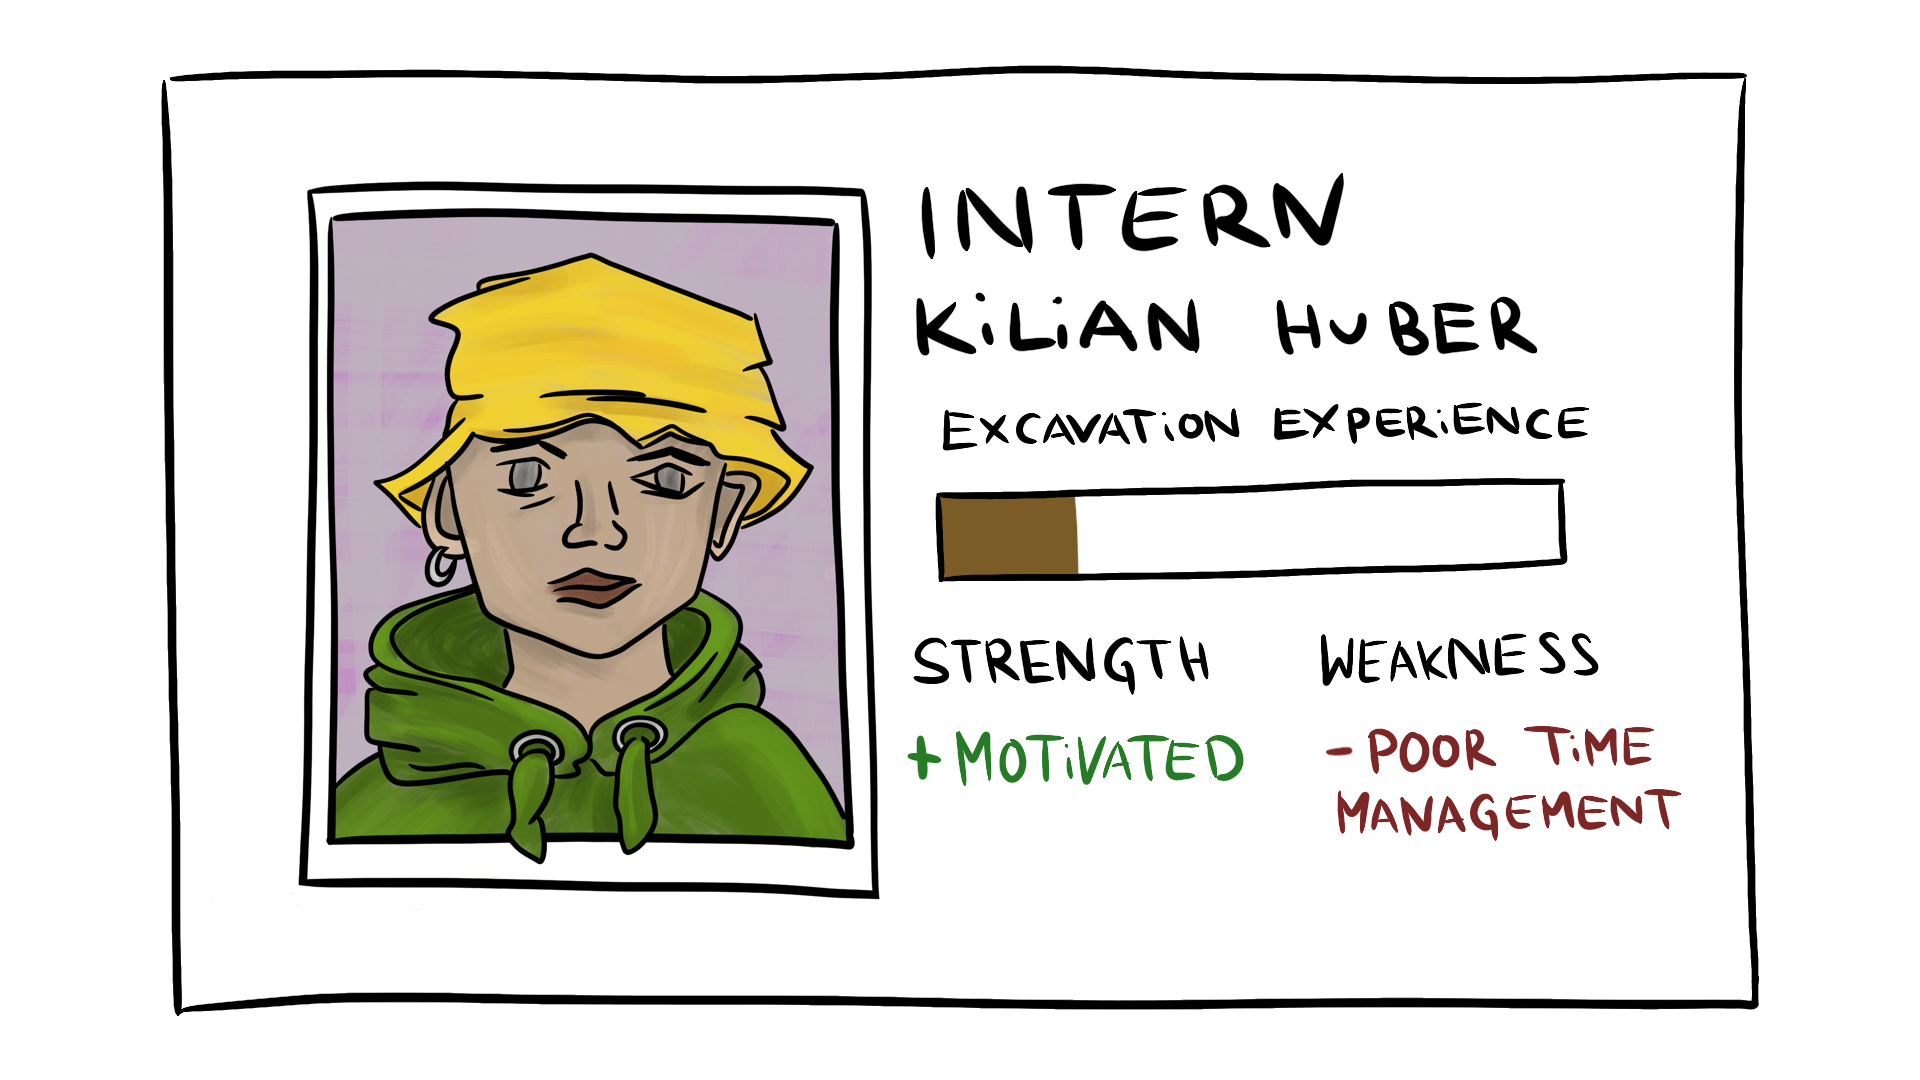 INTERN
KiLiAN HuBER
EXCAVATiON EXPERiENCE
STRENGTH WEAKNESS
+ MOTiVATED - POOR TiME
MANAGEMENT